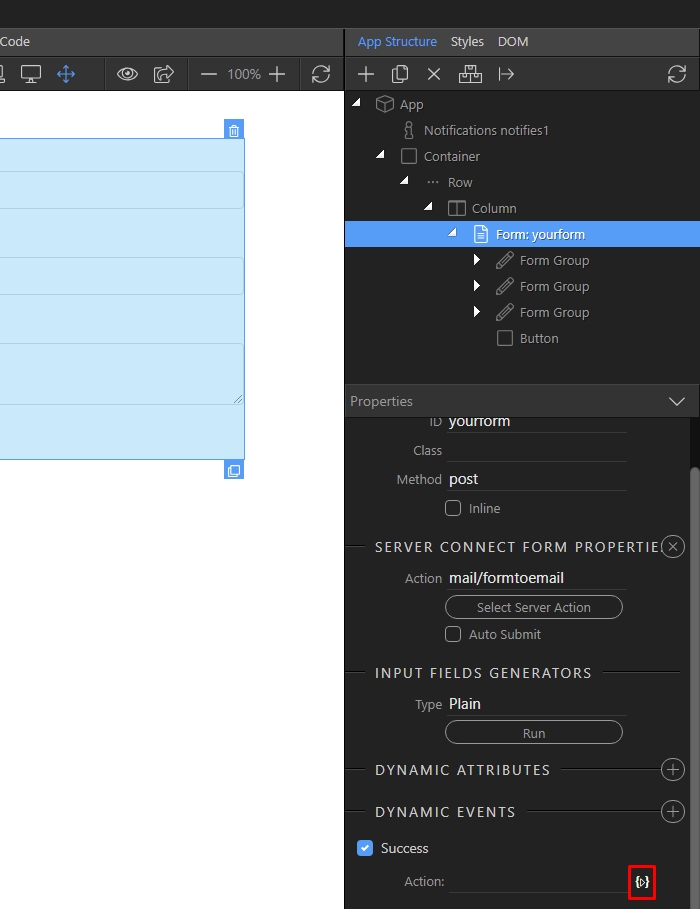 Code
App Structure Styles DOM
100%
App
Notifications notifies1
Container
Row
Column
Form: yourform
Form Group
Form Group
Form Group
Button
Properties
ID yourform
Class
Method post
Inline
SERVER CONNECT FORM PROPERTIE
Action mail/formtoemail
Select Server Action
Auto Submit
INPUT FIELDS GENERATORS
Type Plain
Run
DYNAMIC ATTRIBUTES
DYNAMIC EVENTS
Success
Action: